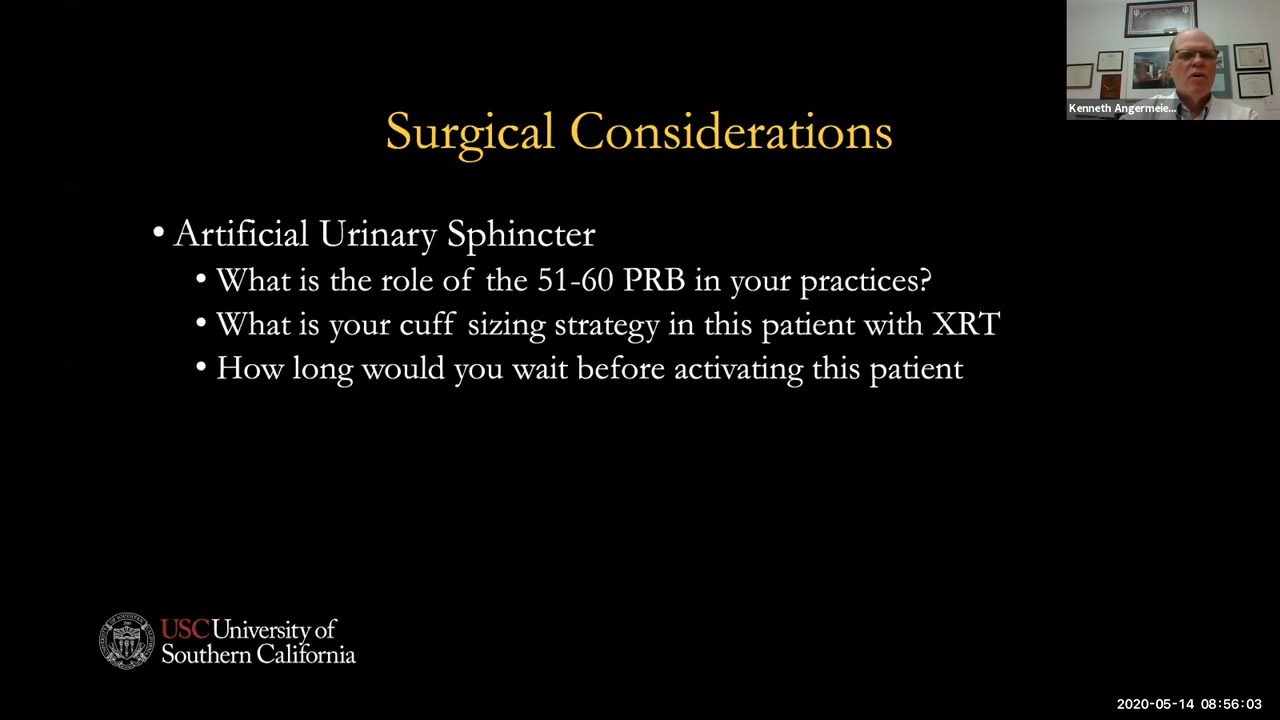 Kenneth Angermeie...
Surgical Considerations
• Artificial Urinary Sphincter
• What is the role of the 51-60 PRB in your practices?
• What is your cuff sizing strategy in this patient with XRT
• How long would you wait before activating this patient
USC University of
Southern California
2020-05-14 08:56:03